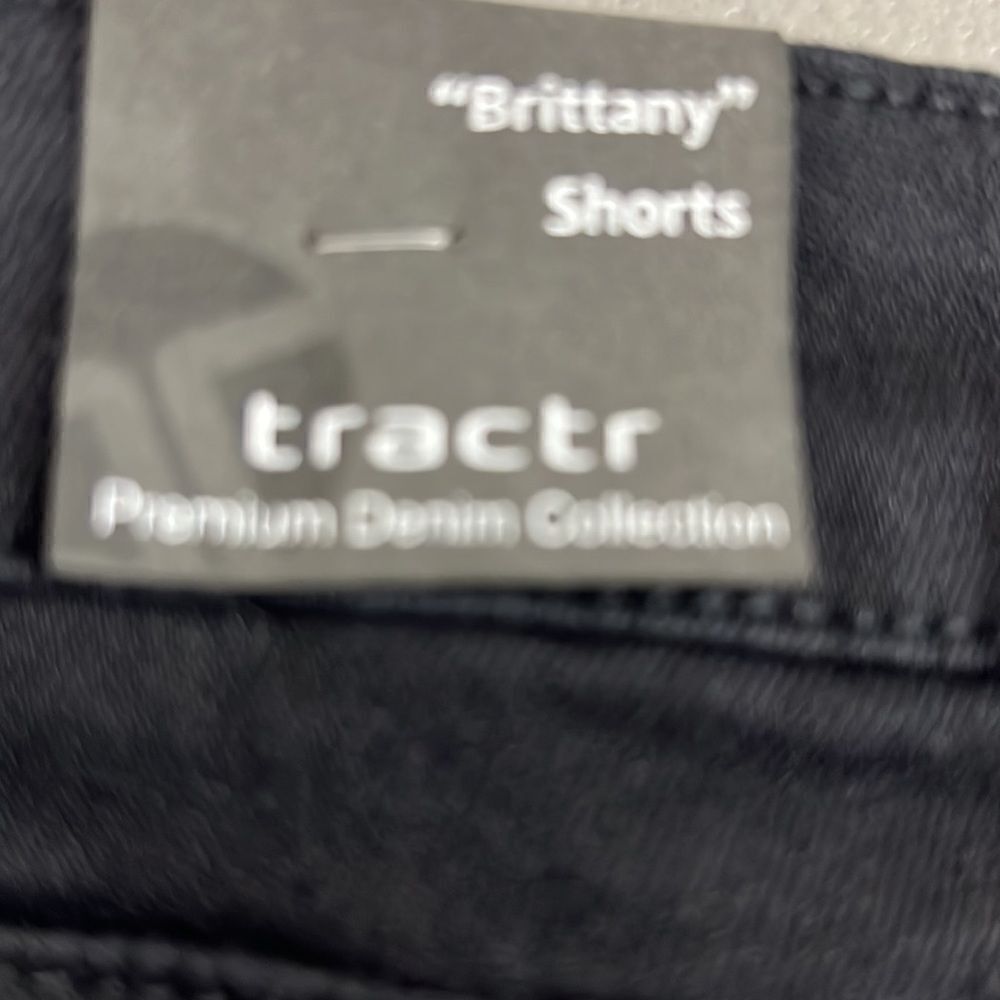 “Brittany”
Shorts
tractr
Premium Denim Collection